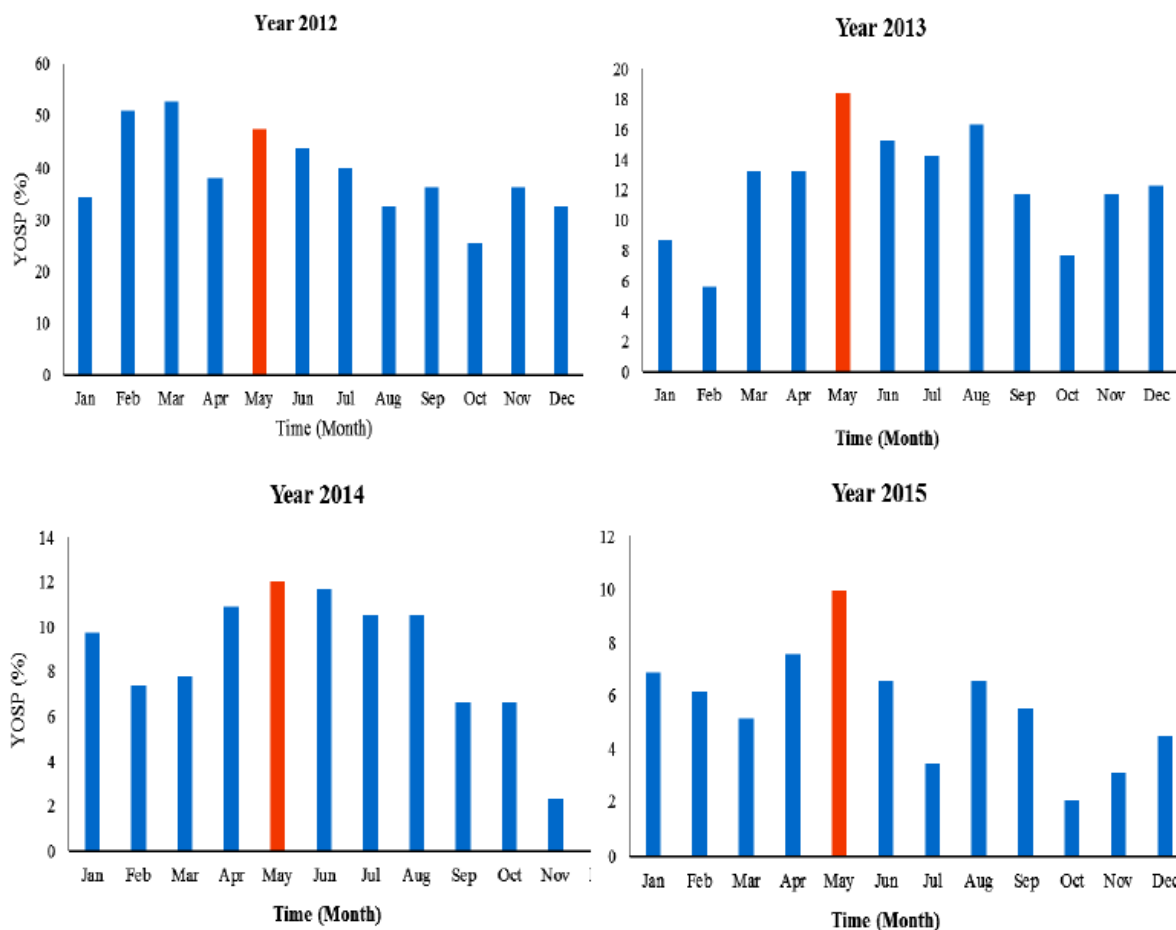 Year 2012
YOSP (%)
60
50
40
30
20
10
0
Jan Feb Mar Apr May Jun Jul Aug Sep Oct Nov Dec
Time (Month)
Year 2013
20
18
16
14
12
10
8
6
4
2
0
Jan Feb Mar Apr May Jun Jul Aug Sep Oct Nov Dec
Time (Month)
Year 2014
YOSP (%)
14
12
10
8
6
4
2
0
Jan Feb Mar Apr May Jun Jul Aug Sep Oct Nov
Time (Month)
Year 2015
12
10
8
6
4
2
0
Jan Feb Mar Apr May Jun Jul Aug Sep Oct Nov Dec
Time (Month)